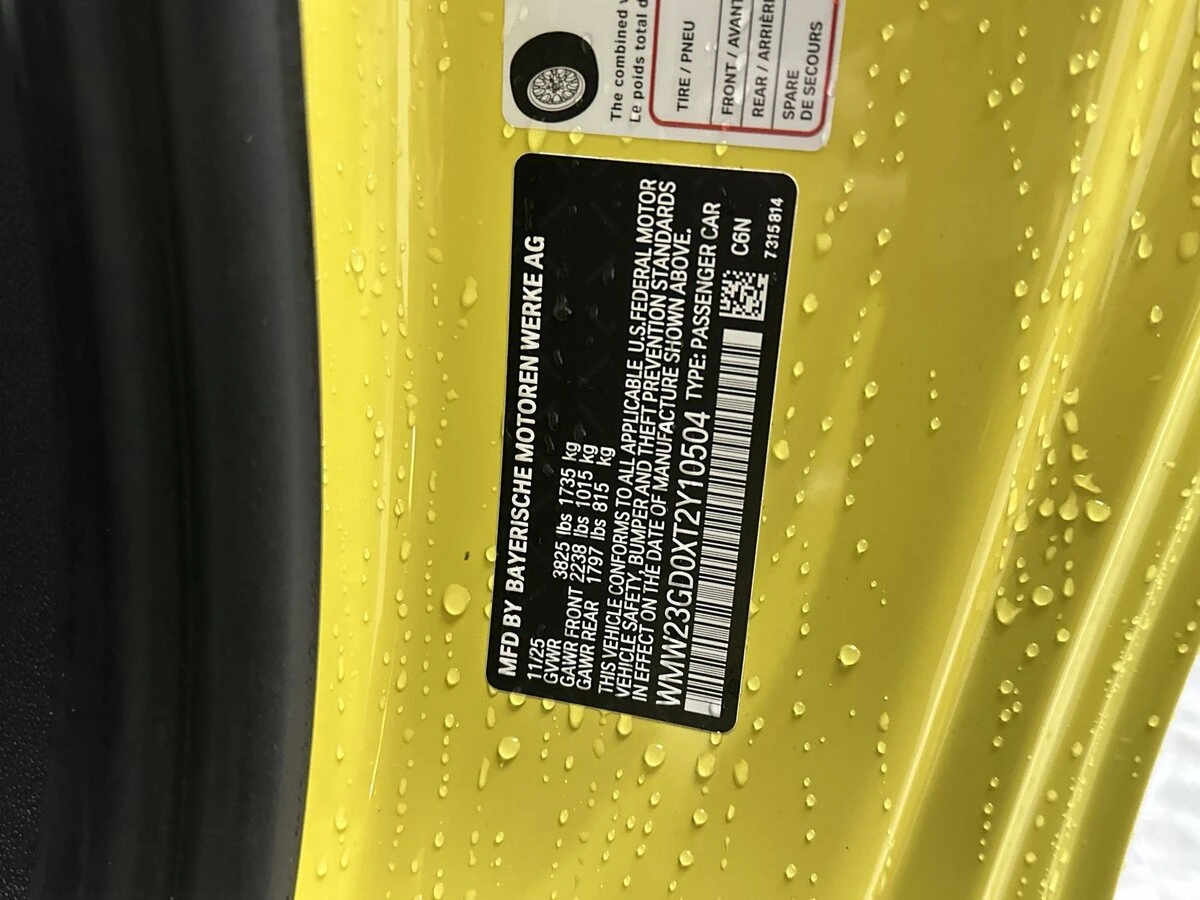 The combined
Le poids total d
TIRE / PNEU
FRONT / AVANT
REAR / ARRIÈRE
SPARE
DE SECOURS
MFD BY BAYERISCHE MOTOREN WERKE AG
11/25
GVWR 3825 lbs 1735 kg
GAWR FRONT 2238 lbs 1015 kg
GAWR REAR 1797 lbs 815 kg
THIS VEHICLE CONFORMS TO ALL APPLICABLE U.S. FEDERAL MOTOR
VEHICLE SAFETY, BUMPER AND THEFT PREVENTION STANDARDS
IN EFFECT ON THE DATE OF MANUFACTURE SHOWN ABOVE.
WMW23GD0XT2Y10504 TYPE: PASSENGER CAR
C6N
7 315 814